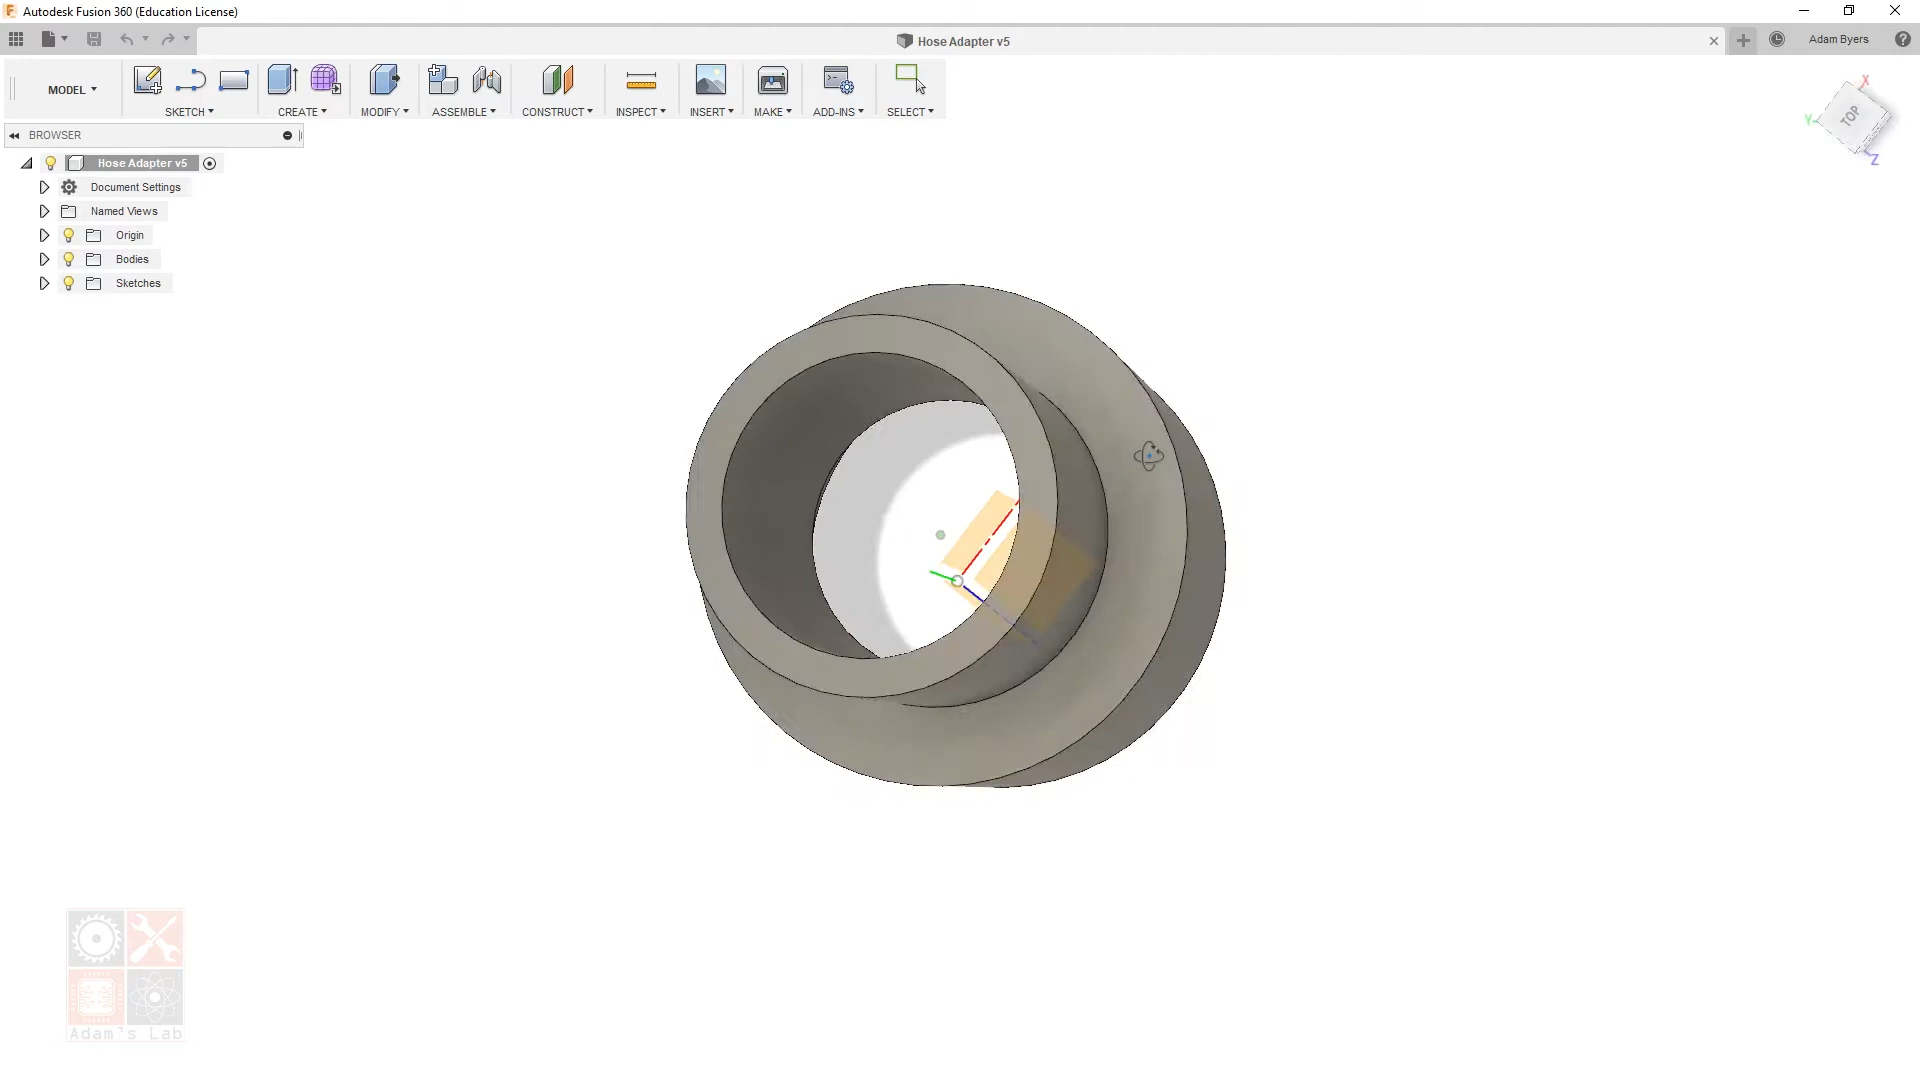 Autodesk Fusion 360 (Education License)
Hose Adapter v5
Adam Byers
MODEL
SKETCH
CREATE
MODIFY
ASSEMBLE
CONSTRUCT
INSPECT
INSERT
MAKE
ADD-INS
SELECT
BROWSER
Hose Adapter v5
Document Settings
Named Views
Origin
Bodies
Sketches
X
TOP
Y
Z
Adam's Lab